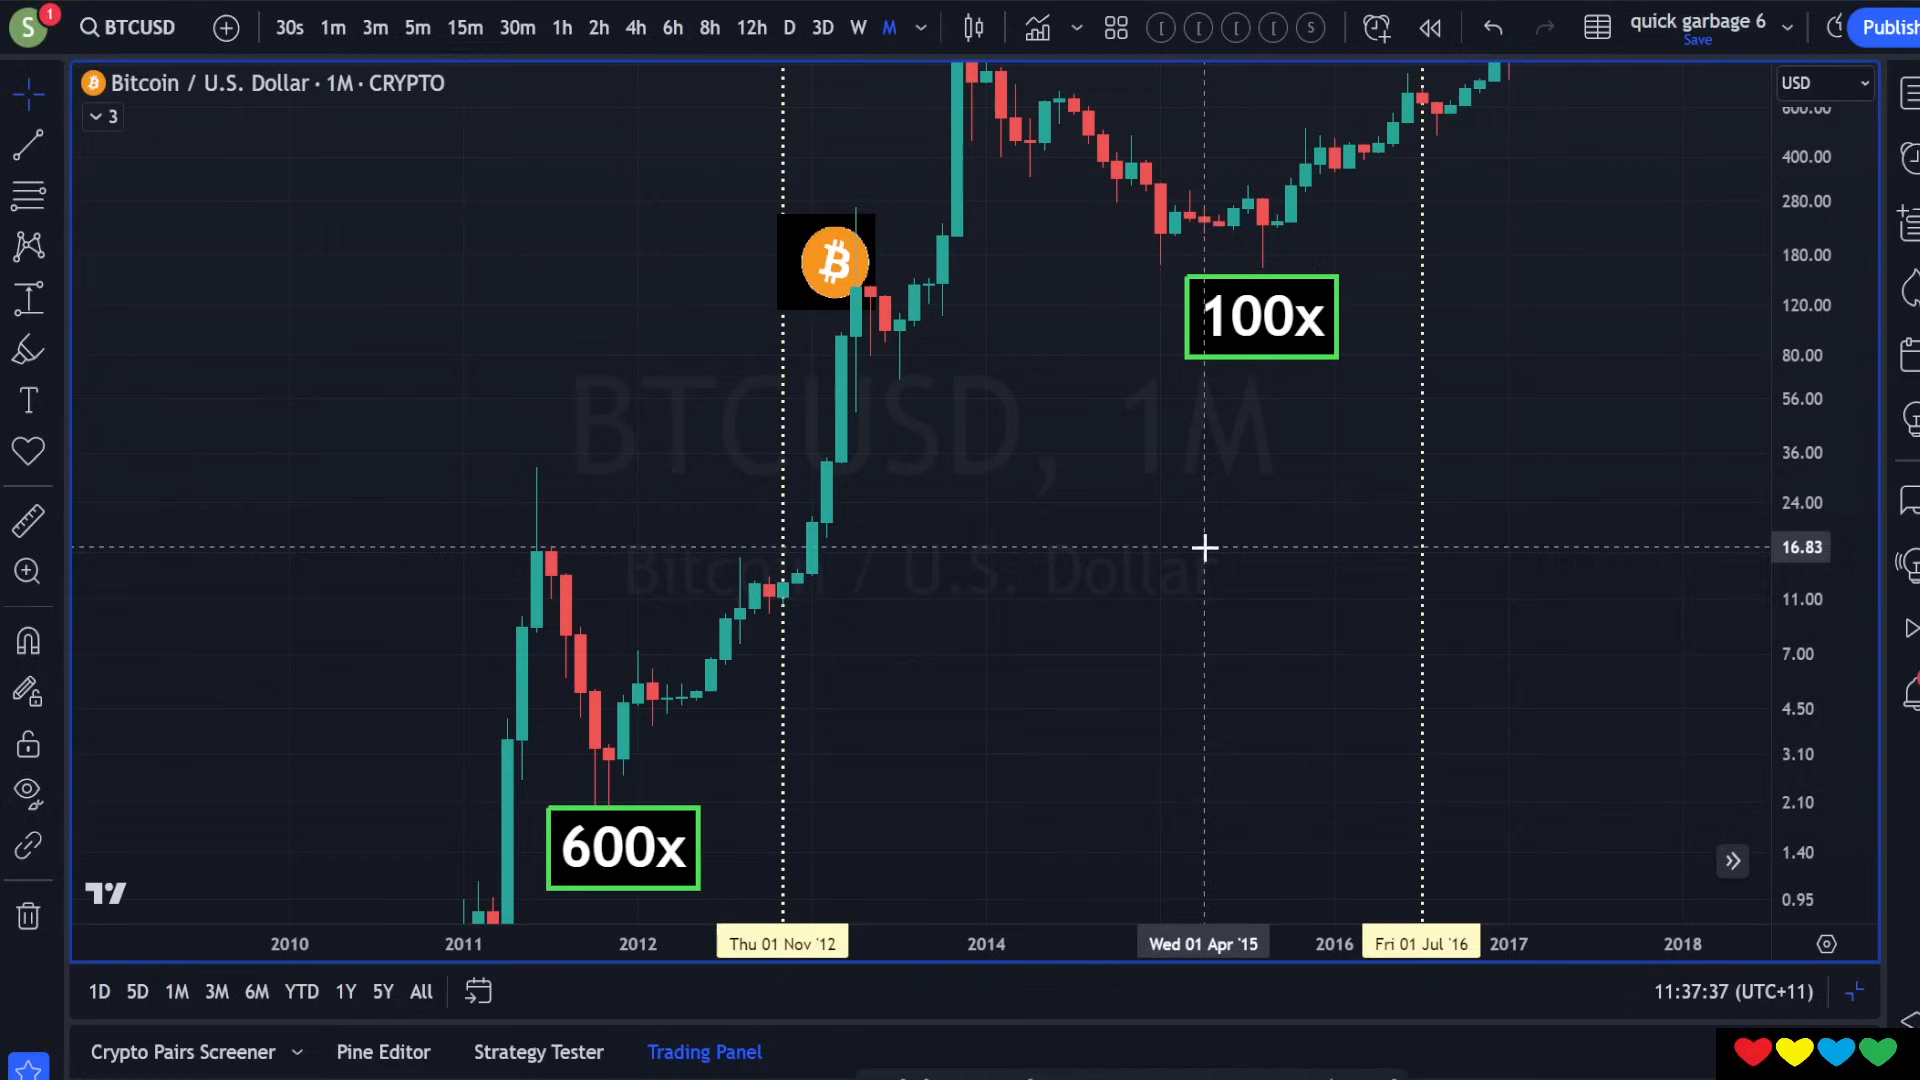 S 1 BTCUSD 30s 1m 3m 5m 15m 30m 1h 2h 4h 6h 8h 12h D 3D W M [ [ [ [ S quick garbage 6 Publish
Save
Bitcoin / U.S. Dollar · 1M · CRYPTO USD
3
600.00
400.00
280.00
180.00
120.00
100x
80.00
BTCUSD, 1M
56.00
36.00
24.00
16.83
Bitcoin / U.S. Dollar
11.00
7.00
4.50
3.10
2.10
600x
1.40
0.95
2010 2011 2012 Thu 01 Nov '12 2014 Wed 01 Apr '15 2016 Fri 01 Jul '16 2017 2018
1D 5D 1M 3M 6M YTD 1Y 5Y All 11:37:37 (UTC+11)
Crypto Pairs Screener Pine Editor Strategy Tester Trading Panel